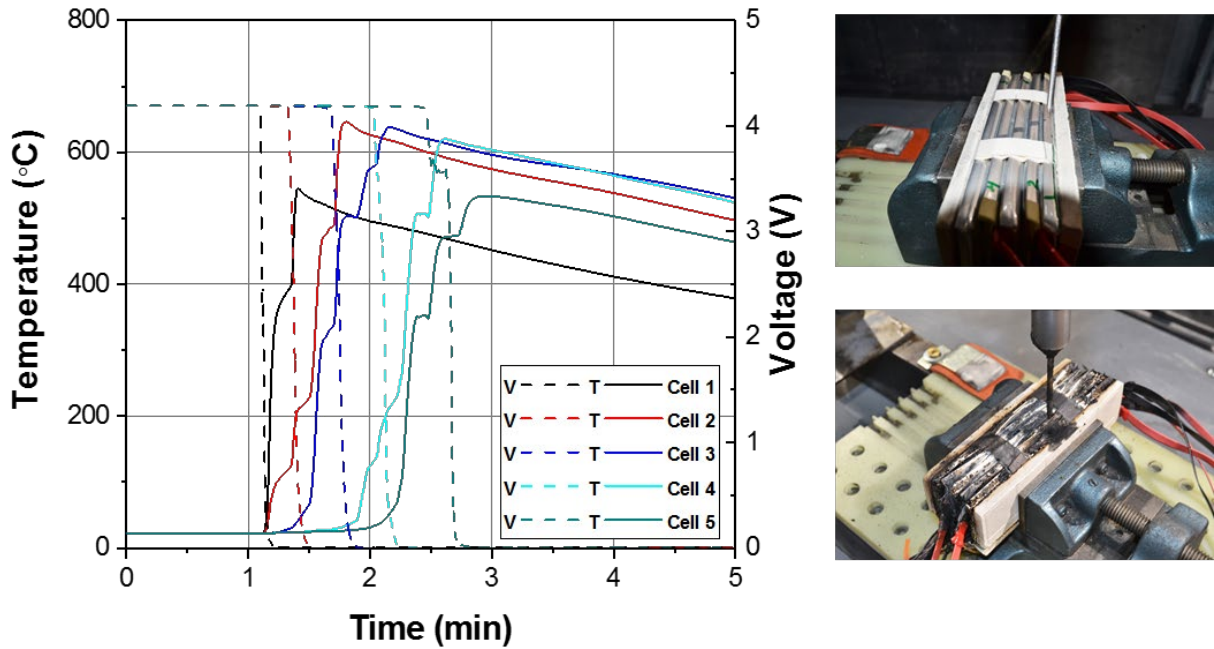 800
600
400
200
0
Temperature (°C)
5
4
3
2
1
0
Voltage (V)
V T Cell 1
V T Cell 2
V T Cell 3
V T Cell 4
V T Cell 5
0 1 2 3 4 5
Time (min)